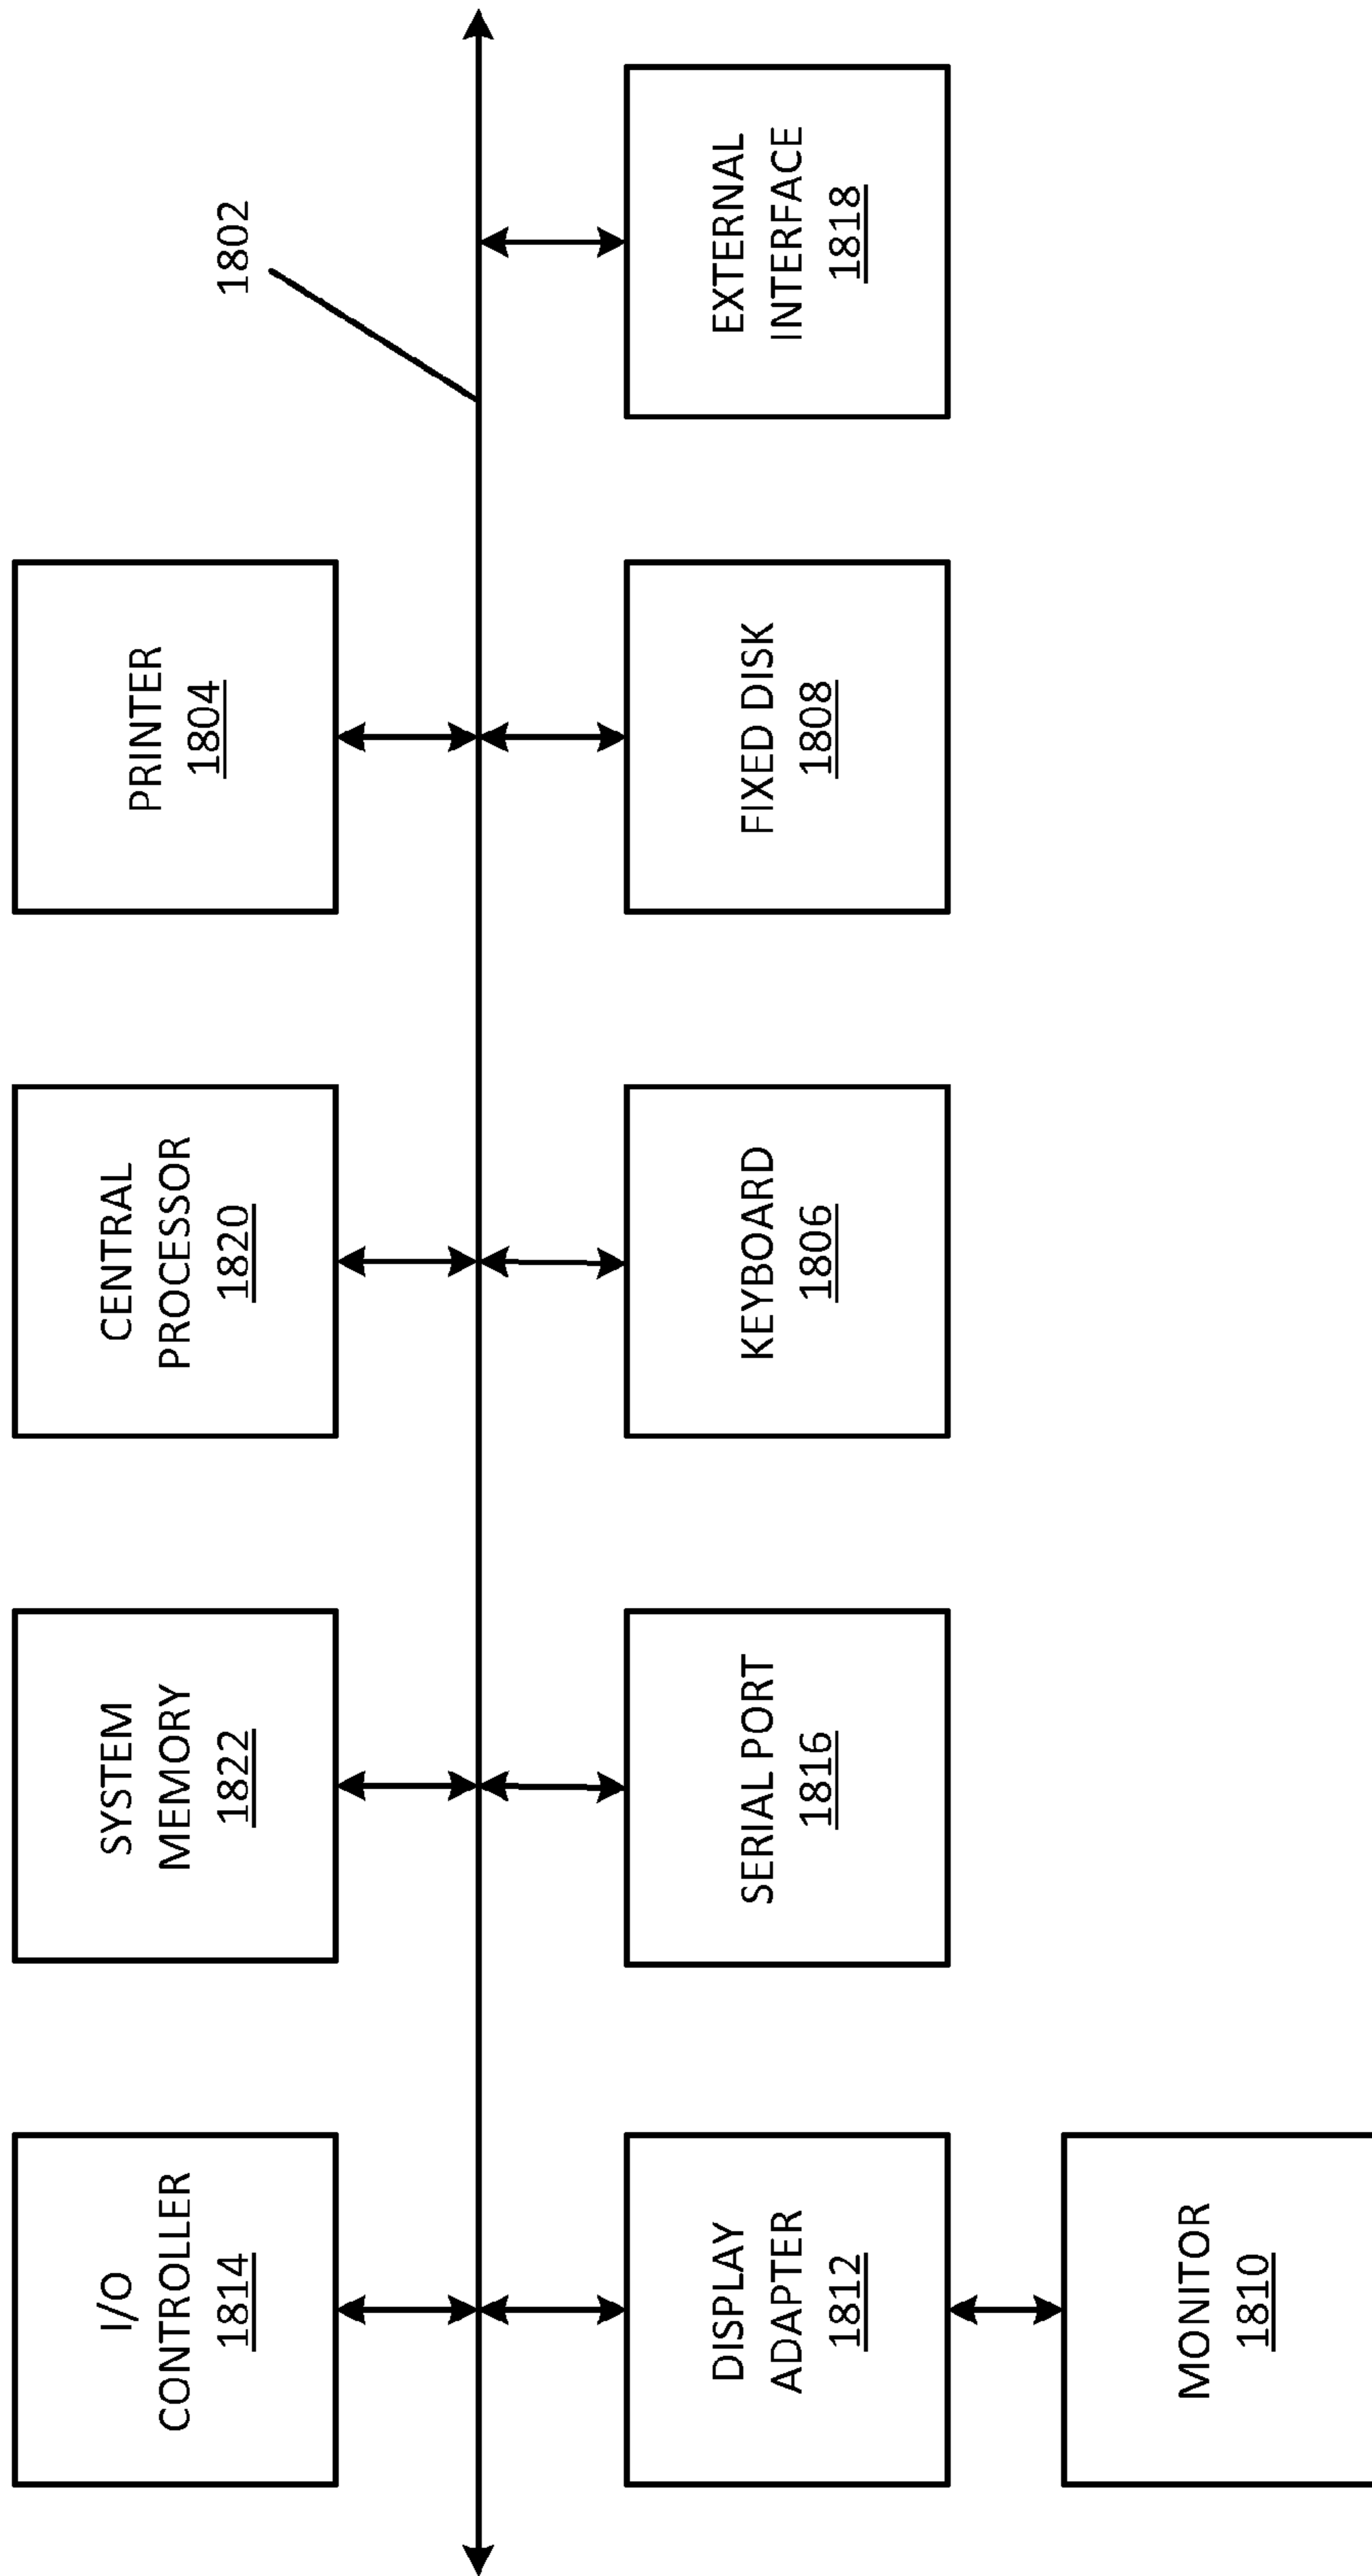 I/O
CONTROLLER
1814
SYSTEM
MEMORY
1822
CENTRAL
PROCESSOR
1820
PRINTER
1804
1802
DISPLAY
ADAPTER
1812
SERIAL PORT
1816
KEYBOARD
1806
FIXED DISK
1808
EXTERNAL
INTERFACE
1818
MONITOR
1810